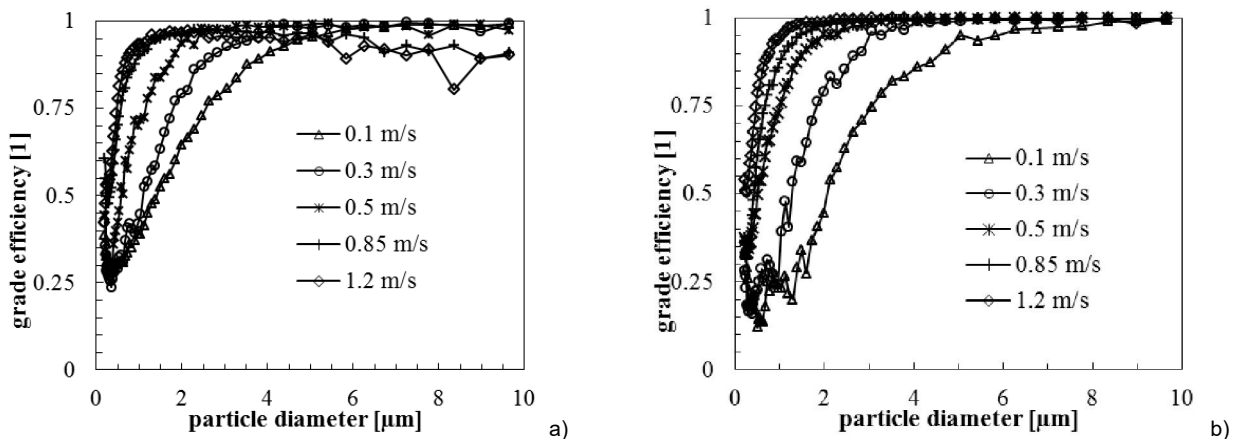 1
0.75
0.5
0.25
0
grade efficiency [1]
0.1 m/s
0.3 m/s
0.5 m/s
0.85 m/s
1.2 m/s
0 2 4 6 8 10
particle diameter [µm]
a)
1
0.75
0.5
0.25
0
grade efficiency [1]
0.1 m/s
0.3 m/s
0.5 m/s
0.85 m/s
1.2 m/s
0 2 4 6 8 10
particle diameter [µm]
b)